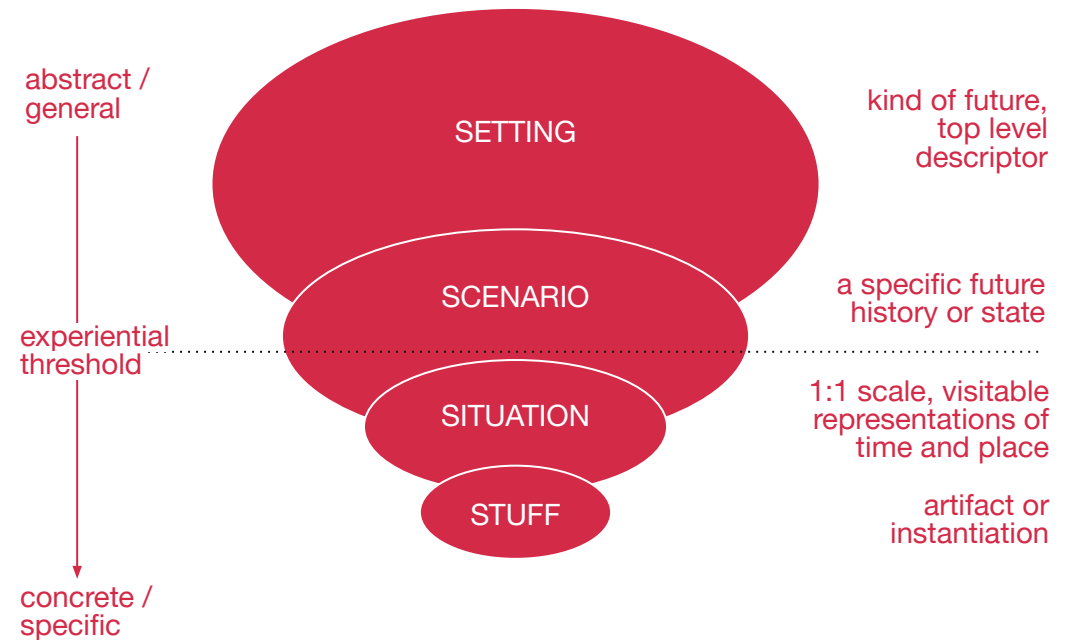 abstract /
general
SETTING
kind of future,
top level
descriptor
SCENARIO
a specific future
history or state
experiential
threshold
SITUATION
1:1 scale, visitable
representations of
time and place
STUFF
artifact or
instantiation
concrete /
specific